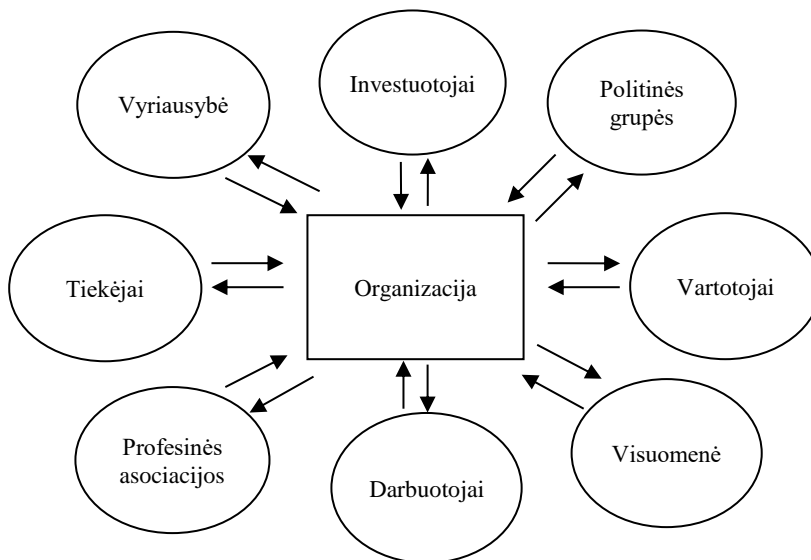 Vyriausybė
Investuotojai
Politinės
grupės
Tiekėjai
Organizacija
Vartotojai
Profesinės
asociacijos
Darbuotojai
Visuomenė